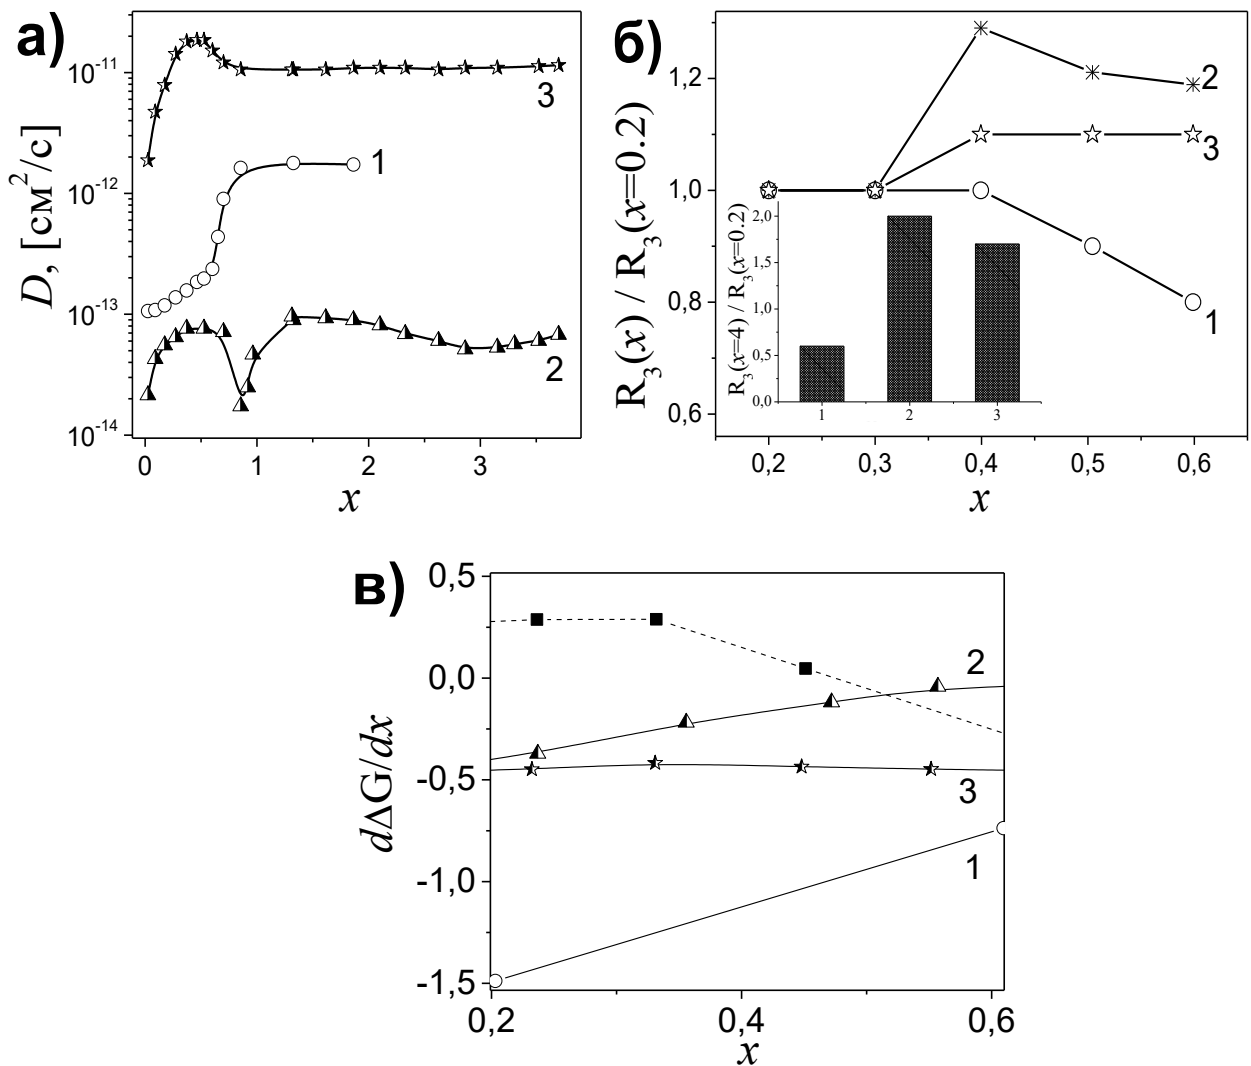 а)
D, [см²/с]
10⁻¹¹
10⁻¹²
10⁻¹³
10⁻¹⁴
3
1
2
0 1 2 3
x
б)
R₃(x) / R₃(x=0.2)
1,2
1,0
0,8
0,6
2
3
1
R₃(x=4) / R₃(x=0.2)
2,0
1,5
1,0
0,5
0,0
1 2 3
0,2 0,3 0,4 0,5 0,6
x
в)
dΔG/dx
0,5
0,0
-0,5
-1,0
-1,5
2
3
1
0,2 0,4 0,6
x